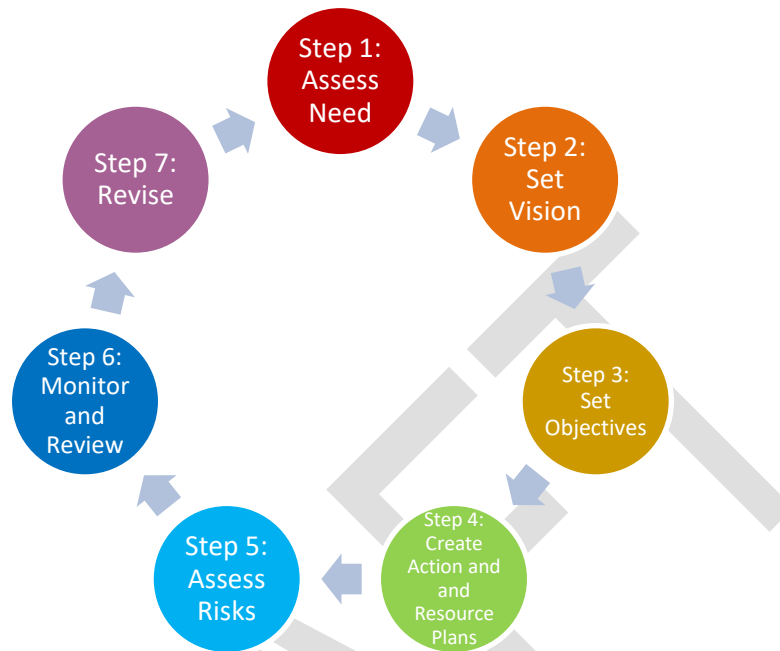 Step 1:
Assess
Need
Step 2:
Set
Vision
Step 3:
Set
Objectives
Step 4:
Create
Action and
and
Resource
Plans
Step 5:
Assess
Risks
Step 6:
Monitor
and
Review
Step 7:
Revise